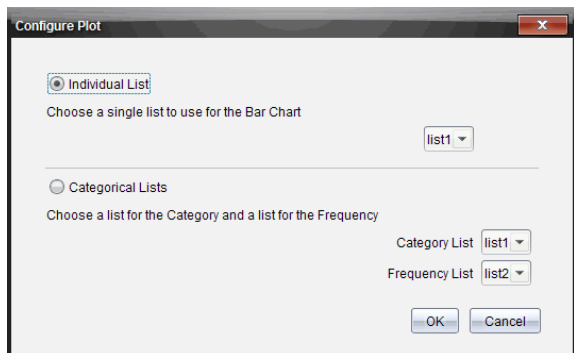 Configure Plot
Individual List
Choose a single list to use for the Bar Chart
list1
Categorical Lists
Choose a list for the Category and a list for the Frequency
Category List list1
Frequency List list2
OK Cancel